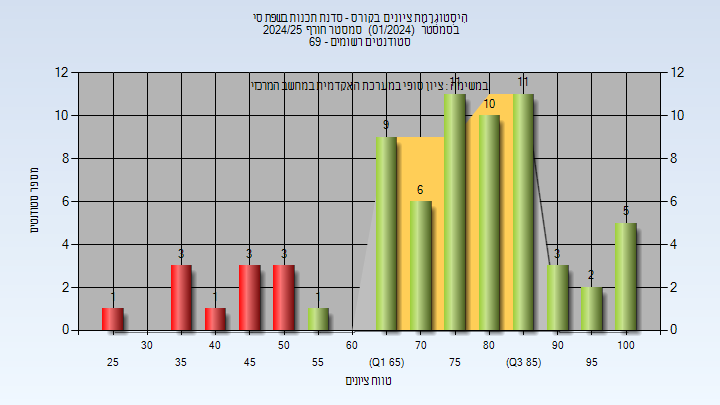 היסטוגרמת ציונים בקורס - סדנת תכנות בשפת סי
בסמסטר (01/2024) סמסטר חורף 2024/25
סטודנטים רשומים - 69
במשימה: ציון סופי במערכת האקדמית במחשב המרכזי
מספר סטודנטים
12 12
10 10
8 8
6 6
4 4
2 2
0 0
1 3 1 3 3 1 9 6 11 10 11 3 2 5
30 40 50 60 70 80 90 100
25 35 45 55 (Q1 65) 75 (Q3 85) 95
טווח ציונים